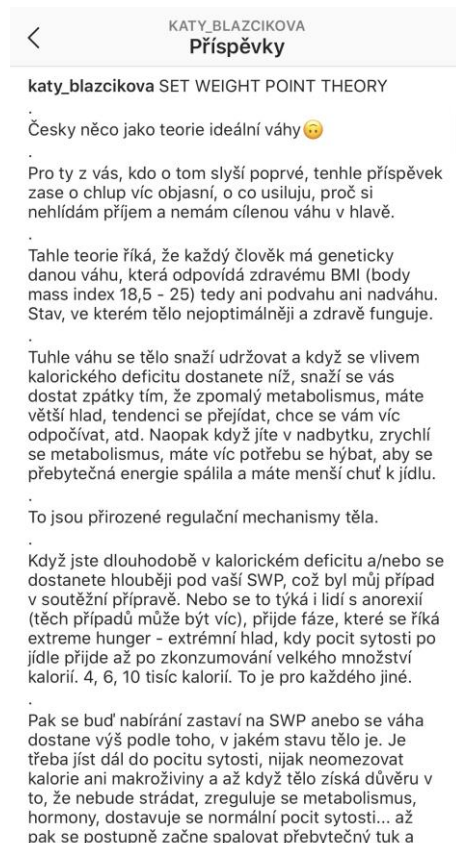 KATY_BLAZCIKOVA
Příspěvky
katy_blazcikova SET WEIGHT POINT THEORY
.
Česky něco jako teorie ideální váhy🙃
.
Pro ty z vás, kdo o tom slyší poprvé, tenhle příspěvek
zase o chlup víc objasní, o co usiluju, proč si
nehlídám příjem a nemám cílenou váhu v hlavě.
.
Tahle teorie říká, že každý člověk má geneticky
danou váhu, která odpovídá zdravému BMI (body
mass index 18,5 - 25) tedy ani podvahu ani nadváhu.
Stav, ve kterém tělo nejoptimálněji a zdravě funguje.
.
Tuhle váhu se tělo snaží udržovat a když se vlivem
kalorického deficitu dostanete níž, snaží se vás
dostat zpátky tím, že zpomalý metabolismus, máte
větší hlad, tendenci se přejídat, chce se vám víc
odpočívat, atd. Naopak když jíte v nadbytku, zrychlí
se metabolismus, máte víc potřebu se hýbat, aby se
přebytečná energie spálila a máte menší chuť k jídlu.
.
To jsou přirozené regulační mechanismy těla.
.
Když jste dlouhodobě v kalorickém deficitu a/nebo se
dostanete hlouběji pod vaší SWP, což byl můj případ
v soutěžní přípravě. Nebo se to týká i lidí s anorexií
(těch případů může být víc), přijde fáze, které se říká
extreme hunger - extrémní hlad, kdy pocit sytosti po
jídle přijde až po zkonzumování velkého množství
kalorií. 4, 6, 10 tisíc kalorií. To je pro každého jiné.
.
Pak se buď nabírání zastaví na SWP anebo se váha
dostane výš podle toho, v jakém stavu tělo je. Je
třeba jíst dál do pocitu sytosti, nijak neomezovat
kalorie ani makroživiny a až když tělo získá důvěru v
to, že nebude strádat, zreguluje se metabolismus,
hormony, dostavuje se normální pocit sytosti... až
pak se postupně začne spalovat přebytečný tuk a